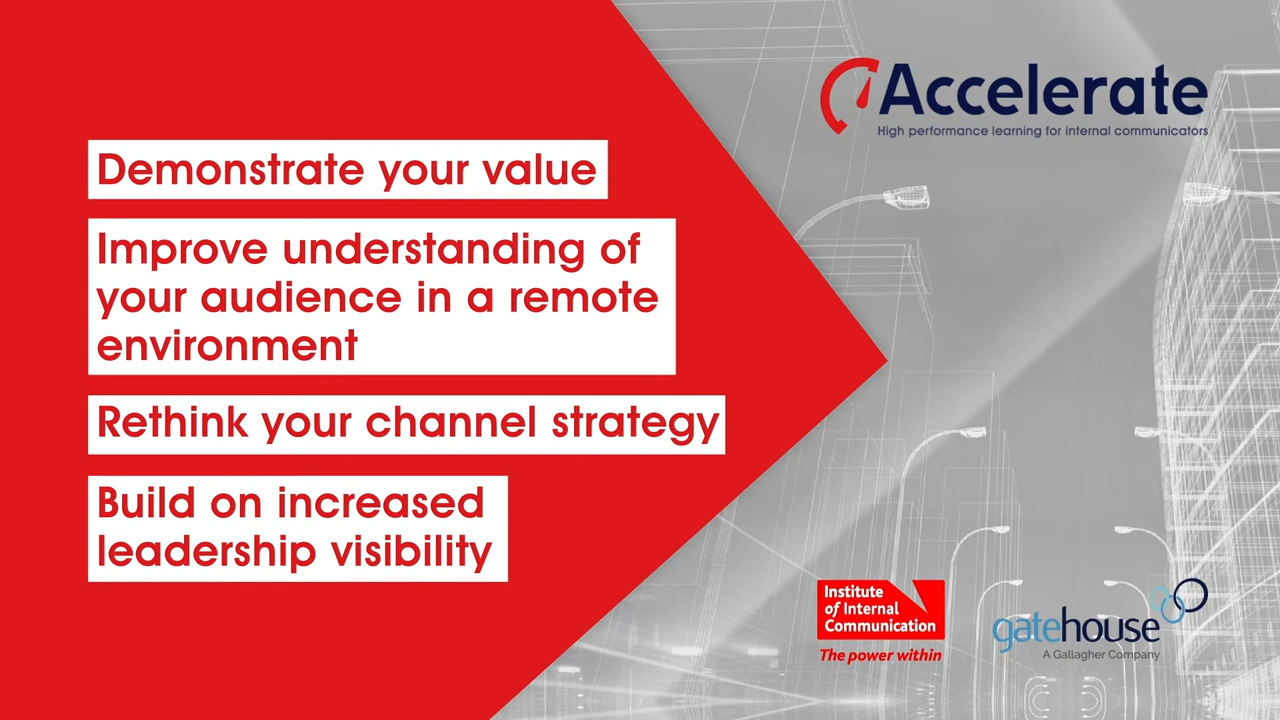 Accelerate
High performance learning for internal communicators
Demonstrate your value
Improve understanding of
your audience in a remote
environment
Rethink your channel strategy
Build on increased
leadership visibility
Institute
of Internal
Communication
The power within
gatehouse
A Gallagher Company